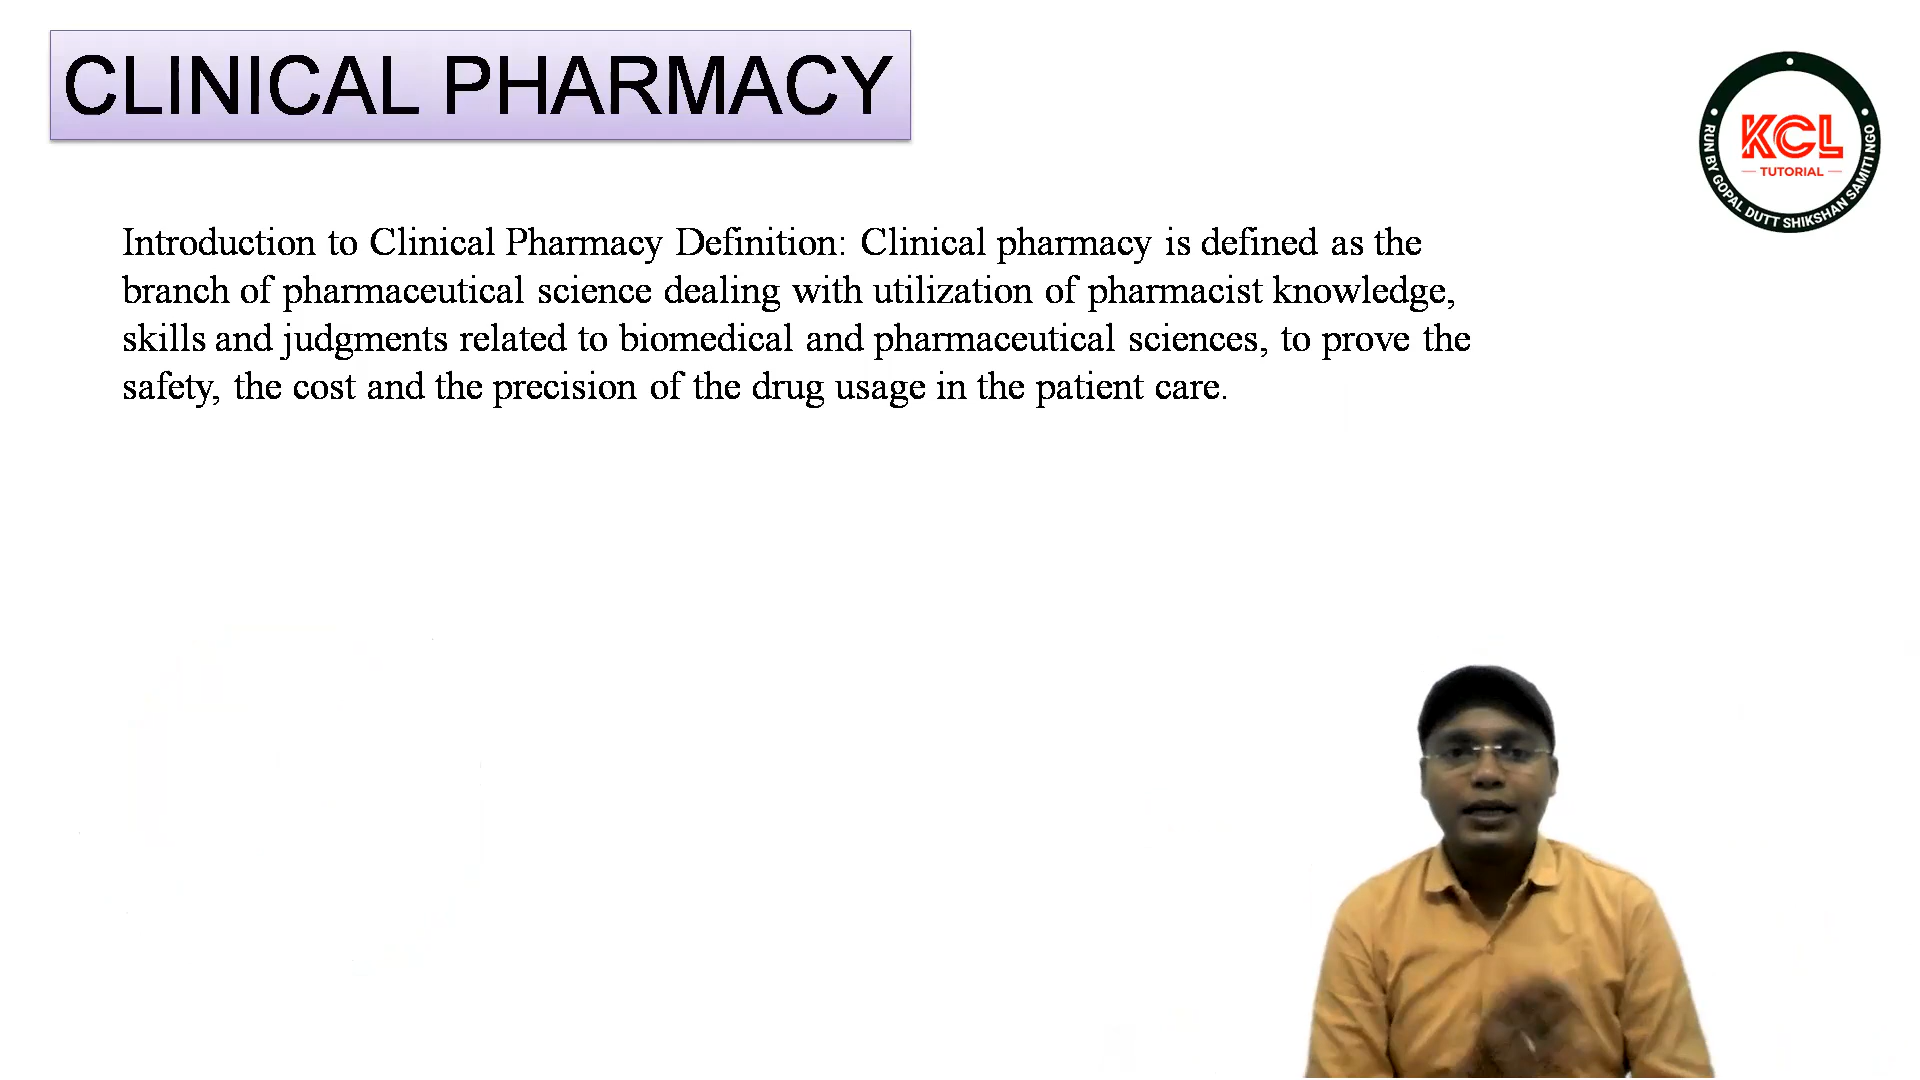 CLINICAL PHARMACY
KCL
TUTORIAL
RUN BY GOPAL DUTT SHIKSHAN SAMITI NGO
Introduction to Clinical Pharmacy Definition: Clinical pharmacy is defined as the
branch of pharmaceutical science dealing with utilization of pharmacist knowledge,
skills and judgments related to biomedical and pharmaceutical sciences, to prove the
safety, the cost and the precision of the drug usage in the patient care.